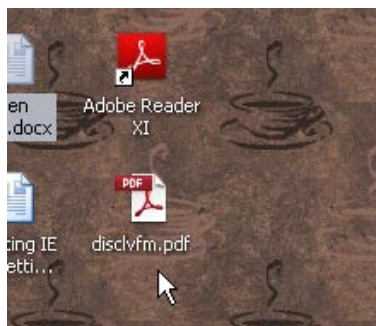 en
.docx
Adobe Reader
XI
PDF
ting IE
etti...
disclvfm.pdf